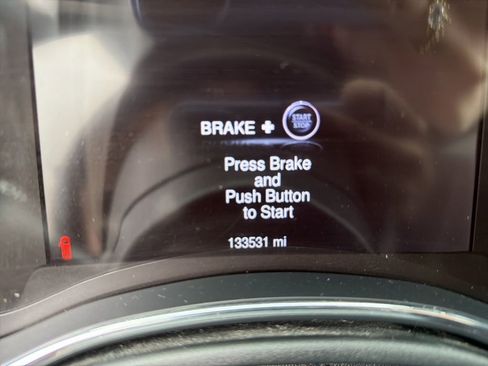 START
STOP
BRAKE +
Press Brake
and
Push Button
to Start
133531 mi